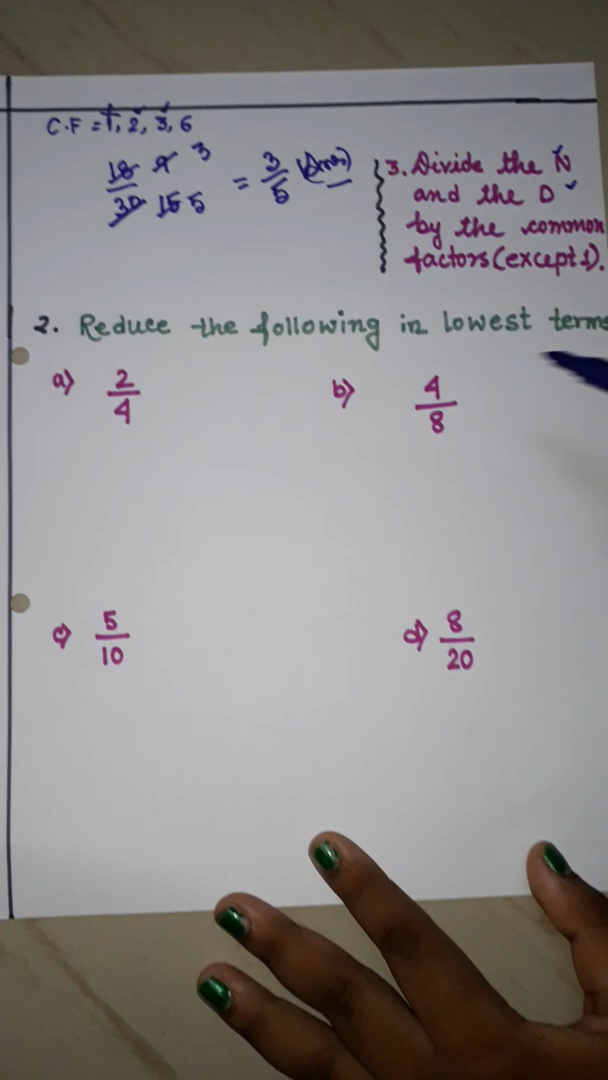 C.F = 1, 2, 3, 6
18 9 3
30 15 5
= 3/5 (Ans)
3. Divide the N
and the D
by the common
factors (except 1).
2. Reduce the following in lowest terms
a) 2/4
b) 4/8
c) 5/10
d) 8/20